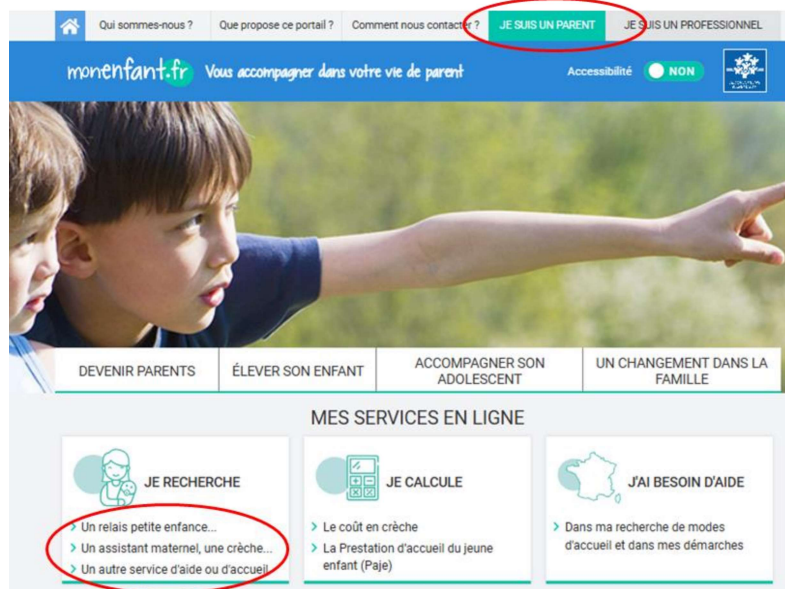 Qui sommes-nous ? Que propose ce portail ? Comment nous contacter ? JE SUIS UN PARENT JE SUIS UN PROFESSIONNEL
monenfant.fr Vous accompagner dans votre vie de parent Accessibilité NON
DEVENIR PARENTS ÉLEVER SON ENFANT ACCOMPAGNER SON ADOLESCENT UN CHANGEMENT DANS LA FAMILLE
MES SERVICES EN LIGNE
JE RECHERCHE
> Un relais petite enfance...
> Un assistant maternel, une crèche...
> Un autre service d'aide ou d'accueil
JE CALCULE
> Le coût en crèche
> La Prestation d'accueil du jeune
enfant (Paje)
J'AI BESOIN D'AIDE
> Dans ma recherche de modes
d'accueil et dans mes démarches